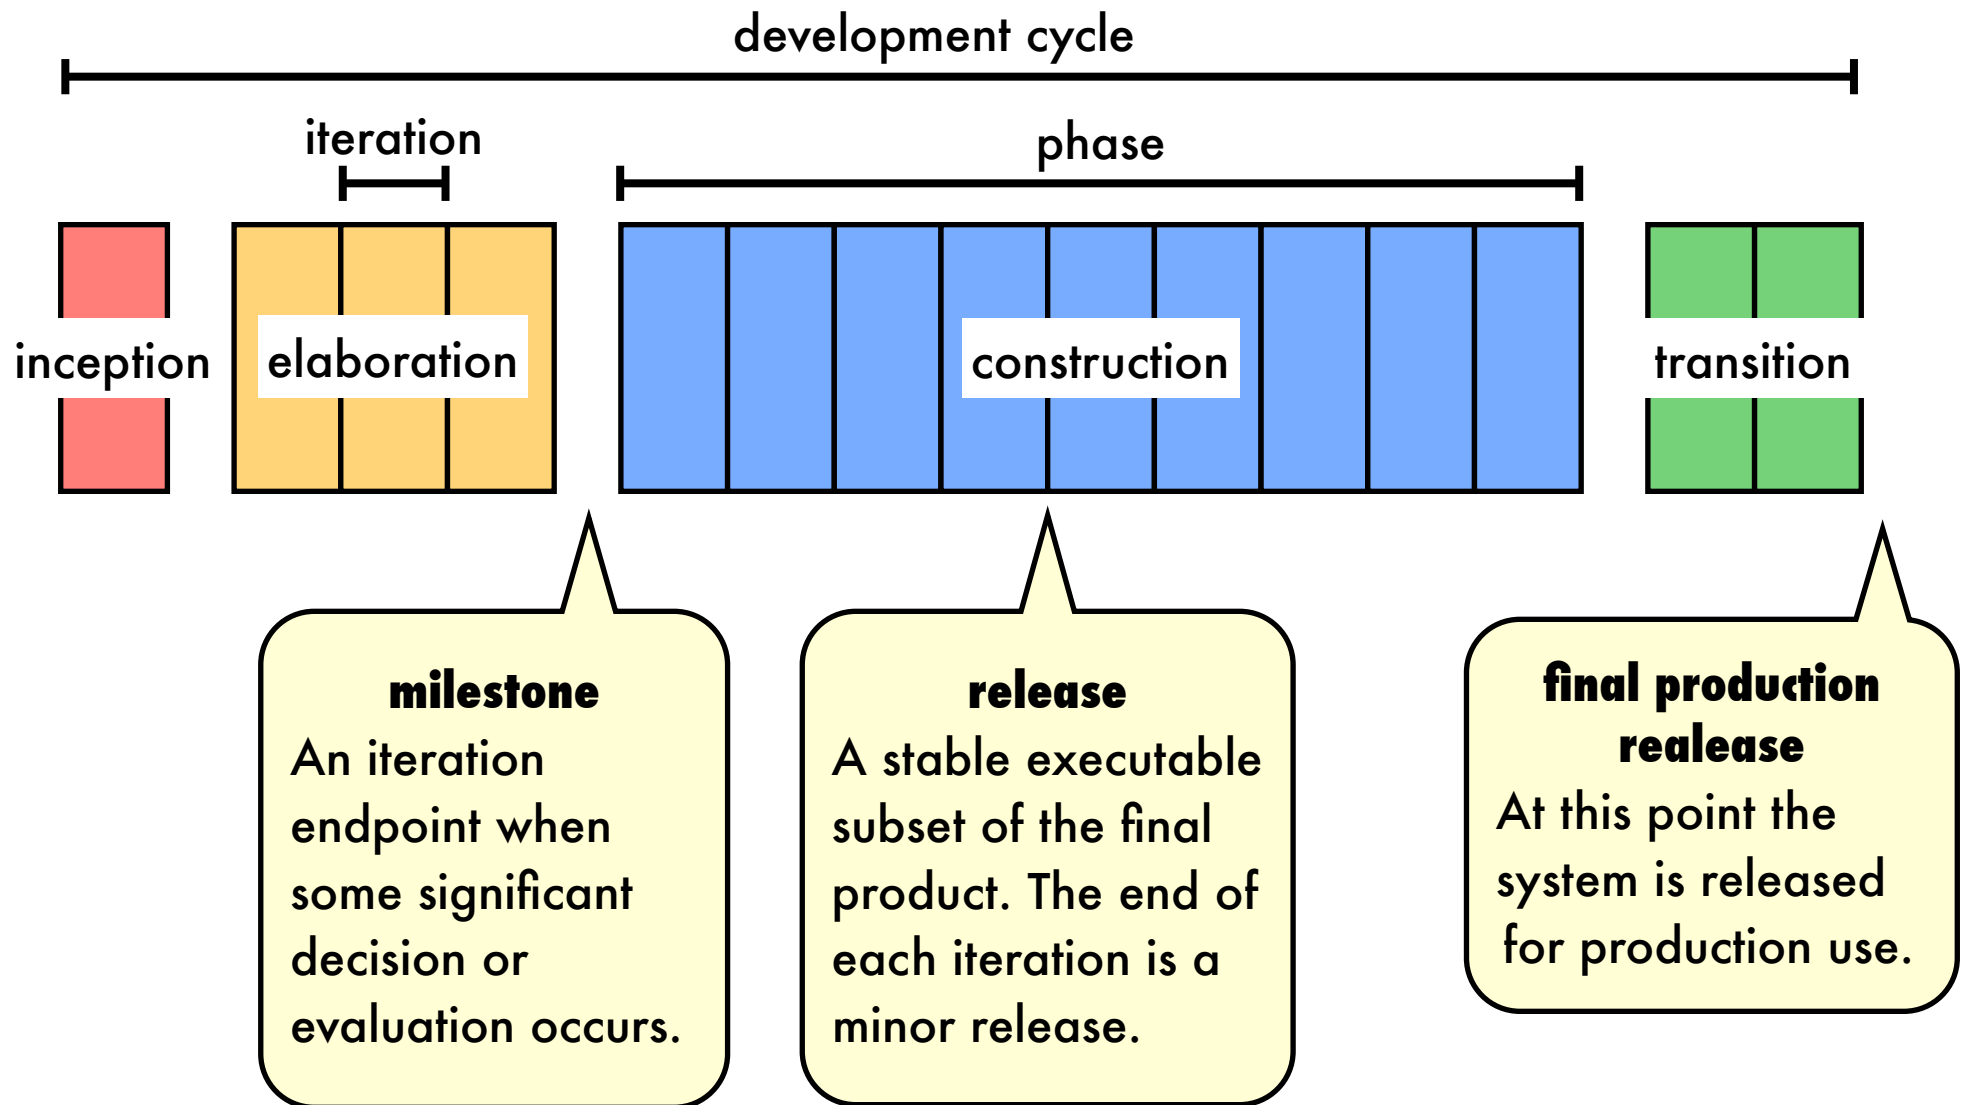 development cycle
iteration
phase
inception
elaboration
construction
transition
milestone
An iteration
endpoint when
some significant
decision or
evaluation occurs.
release
A stable executable
subset of the final
product. The end of
each iteration is a
minor release.
final production
realease
At this point the
system is released
for production use.